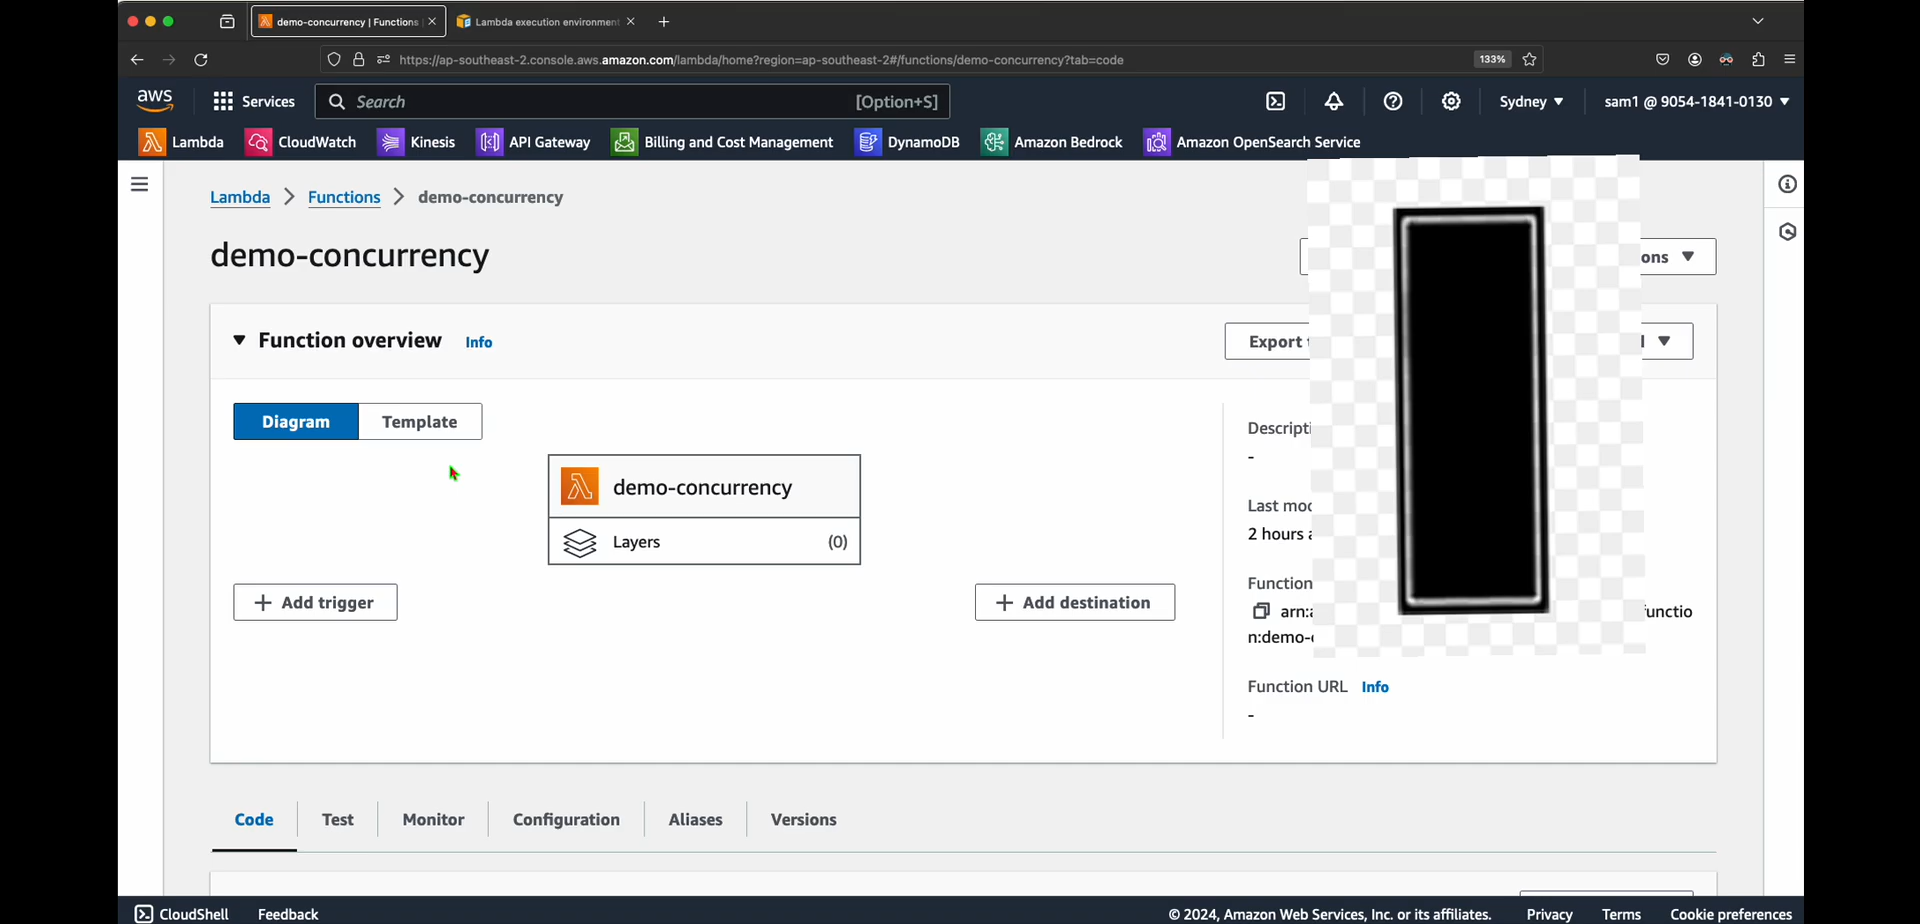 demo-concurrency | Functions
Lambda execution environment
https://ap-southeast-2.console.aws.amazon.com/lambda/home?region=ap-southeast-2#/functions/demo-concurrency?tab=code
133%
aws
Services
Search
[Option+S]
Sydney
sam1 @ 9054-1841-0130
Lambda
CloudWatch
Kinesis
API Gateway
Billing and Cost Management
DynamoDB
Amazon Bedrock
Amazon OpenSearch Service
Lambda
Functions
demo-concurrency
demo-concurrency
Function overview
Info
Export
Diagram
Template
demo-concurrency
Layers
(0)
+ Add trigger
+ Add destination
-
2 hours
Function
Function URL
Info
-
Code
Test
Monitor
Configuration
Aliases
Versions
CloudShell
Feedback
© 2024, Amazon Web Services, Inc. or its affiliates.
Privacy
Terms
Cookie preferences